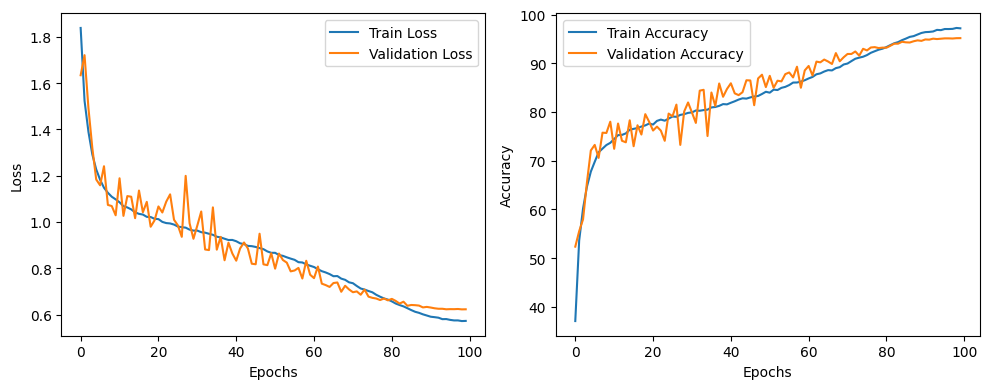 Train Loss
Validation Loss
1.8
1.6
1.4
1.2
1.0
0.8
0.6
Loss
0 20 40 60 80 100
Epochs
Train Accuracy
Validation Accuracy
100
90
80
70
60
50
40
Accuracy
0 20 40 60 80 100
Epochs